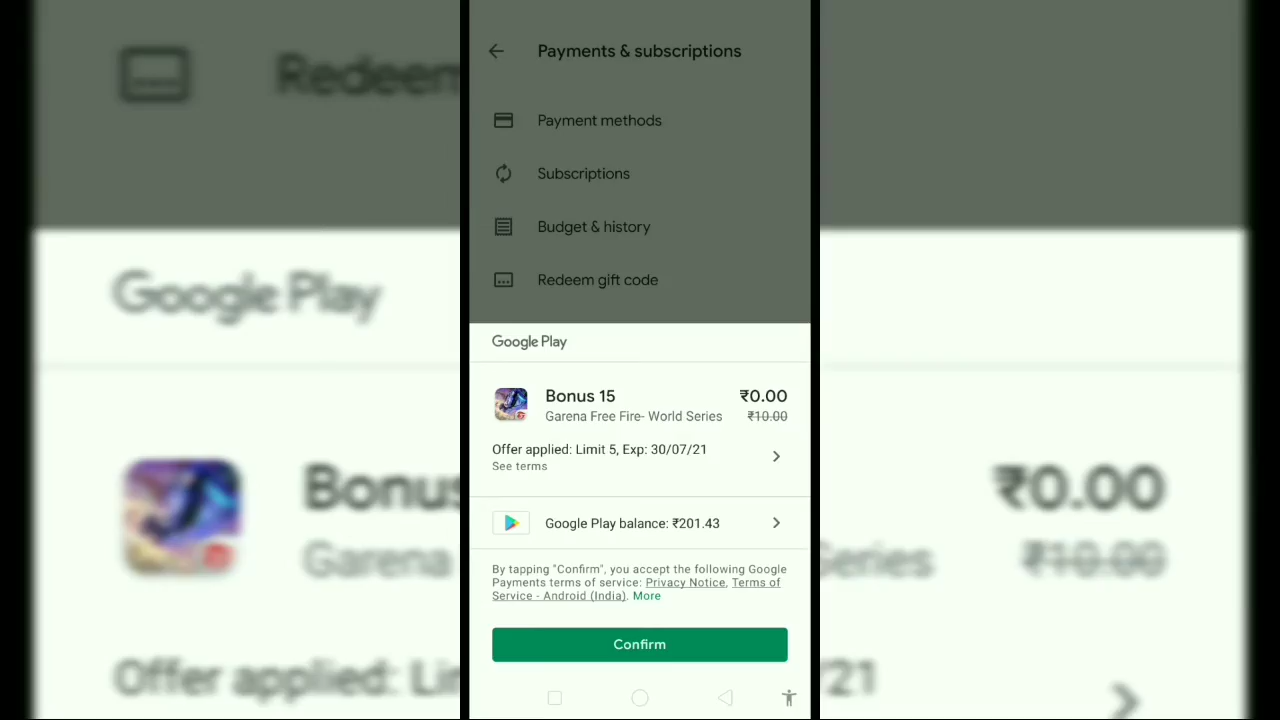 Payments & subscriptions
Payment methods
Subscriptions
Budget & history
Redeem gift code
Google Play
Bonus 15
₹0.00
Garena Free Fire- World Series
₹10.00
Offer applied: Limit 5, Exp: 30/07/21
See terms
Google Play balance: ₹201.43
By tapping "Confirm", you accept the following Google
Payments terms of service: Privacy Notice, Terms of
Service - Android (India). More
Confirm
Redeem
Google Play
Bonus
₹0.00
Garena
Series
₹10.00
Offer applied: Li
/21